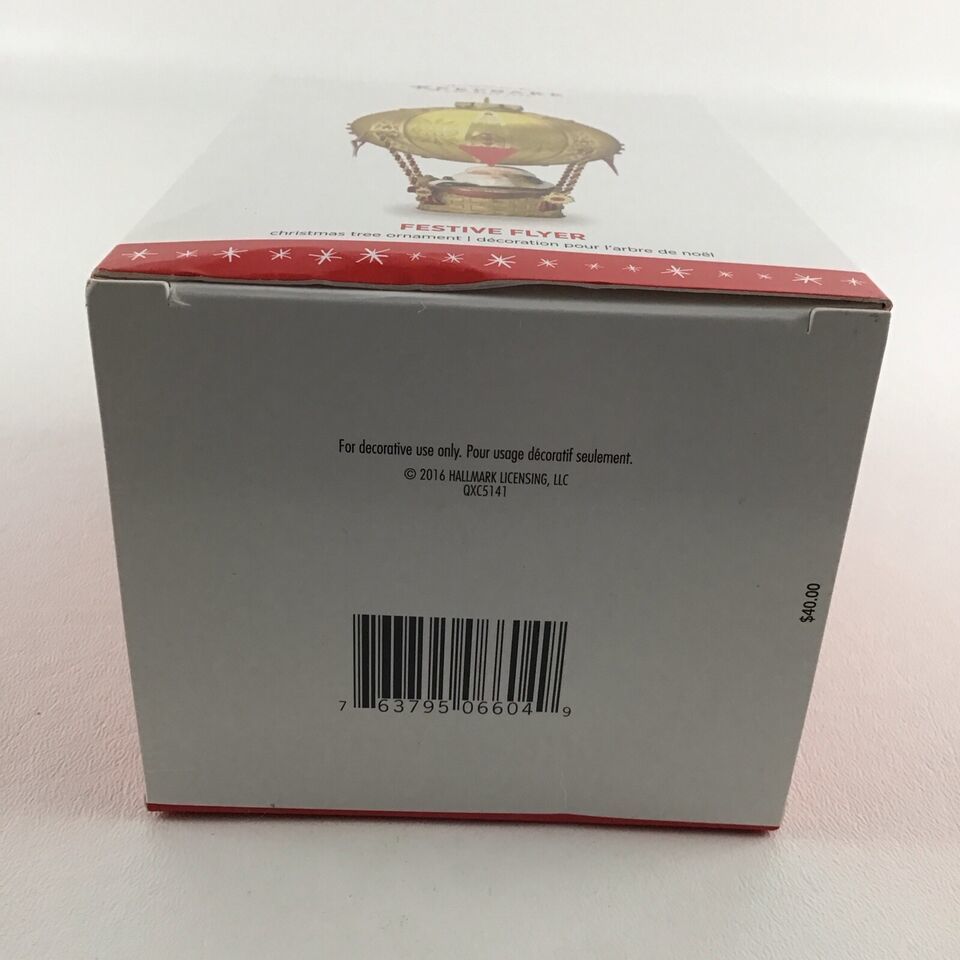 KEEPSAKE
FESTIVE FLYER
christmas tree ornament | décoration pour l'arbre de noël
For decorative use only. Pour usage décoratif seulement.
© 2016 HALLMARK LICENSING, LLC
QXC5141
$40.00
7 63795 06604 9